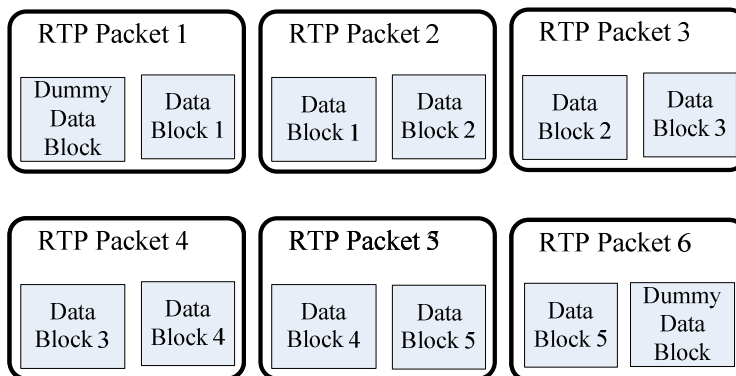 RTP Packet 1
RTP Packet 2
RTP Packet 3
Dummy
Data
Block
Data
Block 1
Data
Block 1
Data
Block 2
Data
Block 2
Data
Block 3
RTP Packet 4
RTP Packet 5
RTP Packet 6
Data
Block 3
Data
Block 4
Data
Block 4
Data
Block 5
Data
Block 5
Dummy
Data
Block